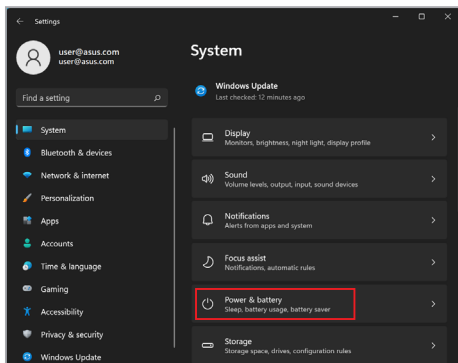 Settings
user@asus.com
user@asus.com
Find a setting
System
Bluetooth & devices
Network & internet
Personalization
Apps
Accounts
Time & language
Gaming
Accessibility
Privacy & security
Windows Update
System
Windows Update
Last checked: 12 minutes ago
Display
Monitors, brightness, night light, display profile
Sound
Volume levels, output, input, sound devices
Notifications
Alerts from apps and system
Focus assist
Notifications, automatic rules
Power & battery
Sleep, battery usage, battery saver
Storage
Storage space, drives, configuration rules